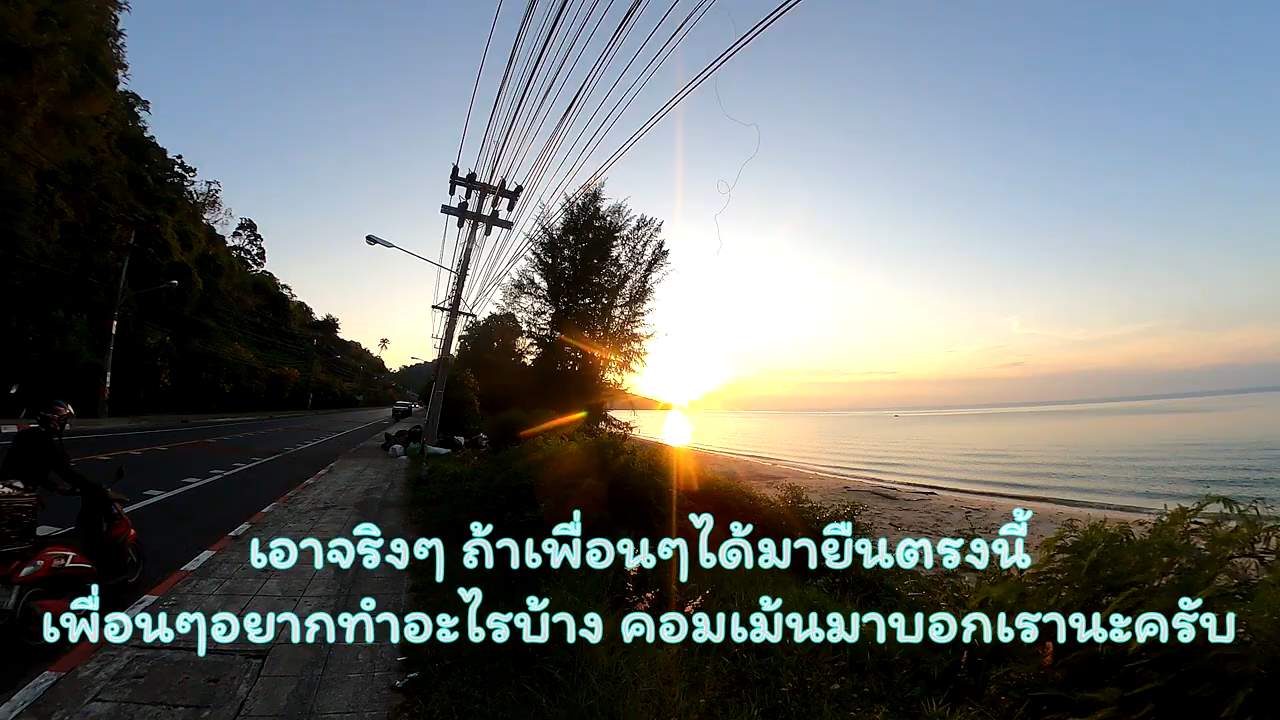 เอาจริงๆ ถ้าเพื่อนๆได้มายืนตรงนี้
เพื่อนๆอยากทำอะไรบ้าง คอมเม้นมาบอกเรานะครับ